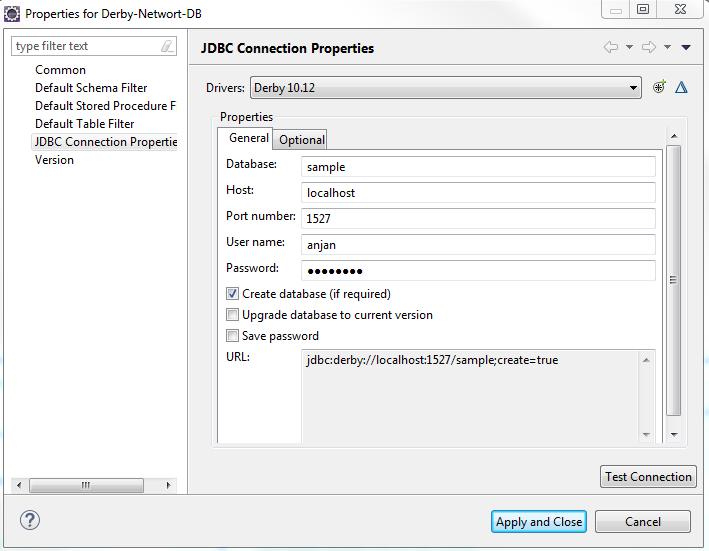 Properties for Derby-Networt-DB
type filter text
Common
Default Schema Filter
Default Stored Procedure F
Default Table Filter
JDBC Connection Propertie
Version
JDBC Connection Properties
Drivers: Derby 10.12
Properties
General Optional
Database: sample
Host: localhost
Port number: 1527
User name: anjan
Password: ●●●●●●●●
Create database (if required)
Upgrade database to current version
Save password
URL: jdbc:derby://localhost:1527/sample;create=true
Test Connection
? Apply and Close Cancel